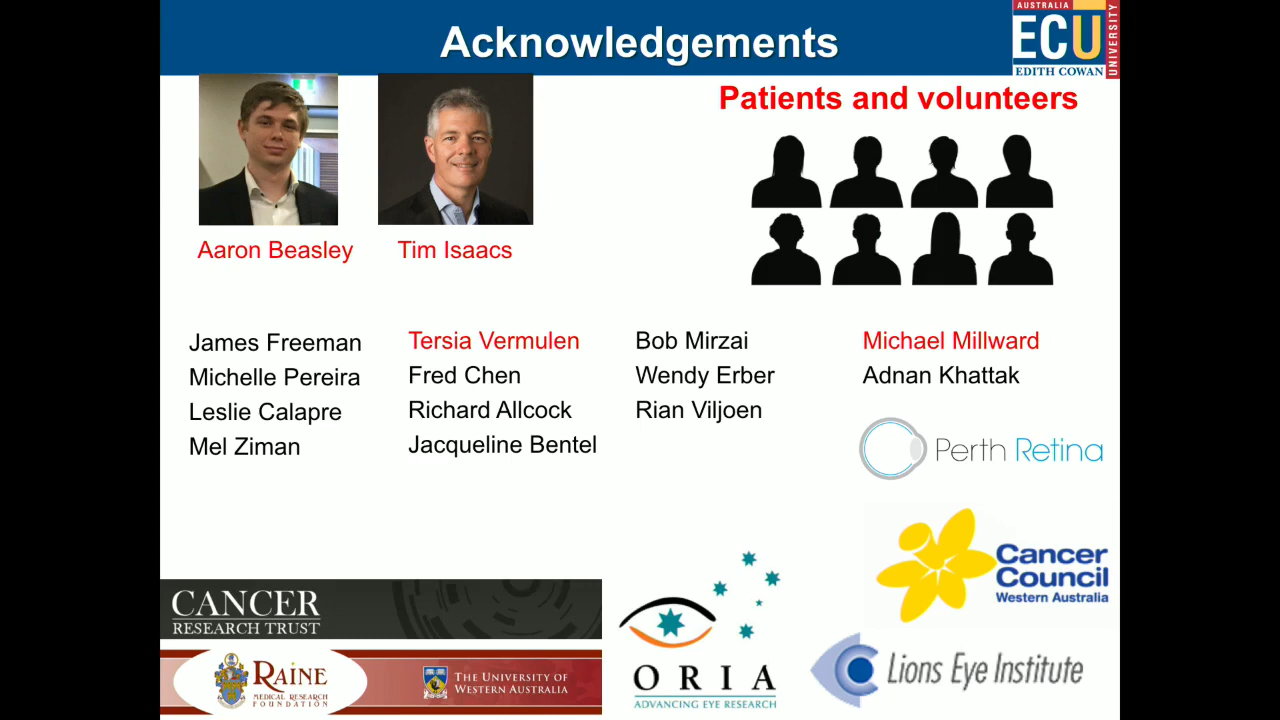 Acknowledgements
AUSTRALIA
ECU
EDITH COWAN
UNIVERSITY
Patients and volunteers
Aaron Beasley
Tim Isaacs
James Freeman
Michelle Pereira
Leslie Calapre
Mel Ziman
Tersia Vermulen
Fred Chen
Richard Allcock
Jacqueline Bentel
Bob Mirzai
Wendy Erber
Rian Viljoen
Michael Millward
Adnan Khattak
Perth Retina
Cancer
Council
Western Australia
CANCER
RESEARCH TRUST
RAINE
MEDICAL RESEARCH
FOUNDATION
THE UNIVERSITY OF
WESTERN AUSTRALIA
ORIA
ADVANCING EYE RESEARCH
Lions Eye Institute